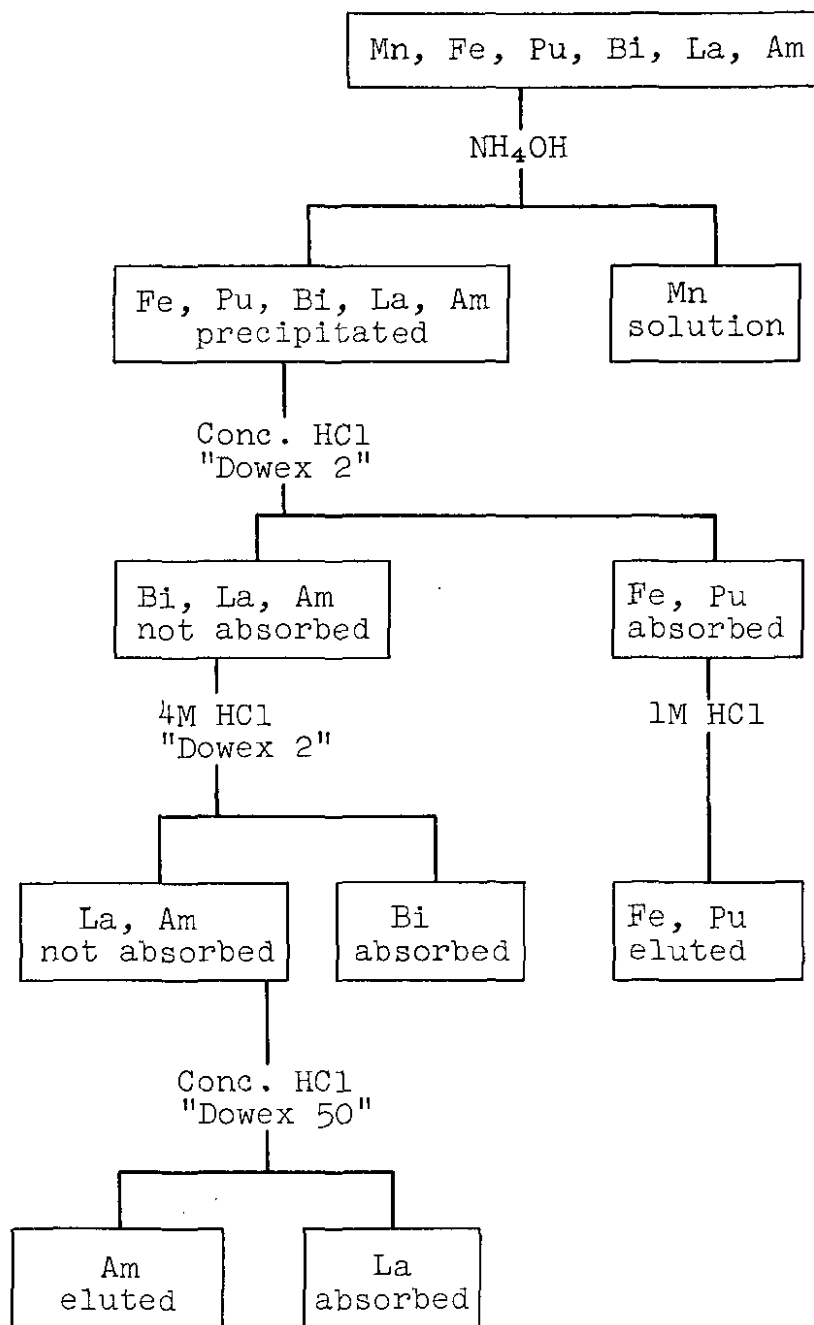 Mn, Fe, Pu, Bi, La, Am
NH₄OH
Fe, Pu, Bi, La, Am
precipitated
Mn
solution
Conc. HCl
"Dowex 2"
Bi, La, Am
not absorbed
Fe, Pu
absorbed
4M HCl
"Dowex 2"
1M HCl
La, Am
not absorbed
Bi
absorbed
Fe, Pu
eluted
Conc. HCl
"Dowex 50"
Am
eluted
La
absorbed